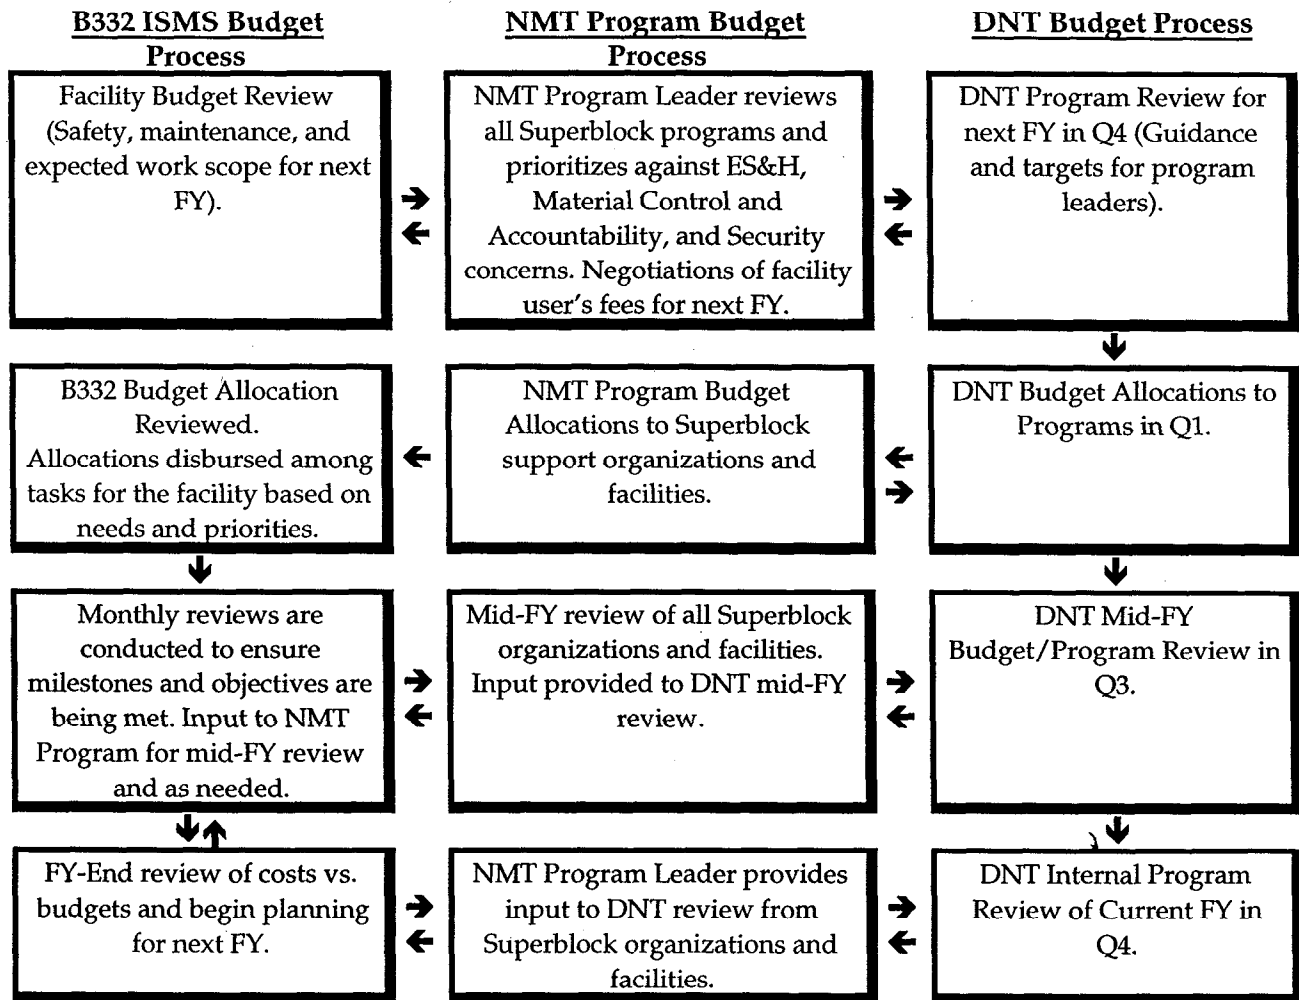 B332 ISMS Budget
Process
NMT Program Budget
Process
DNT Budget Process
Facility Budget Review
(Safety, maintenance, and
expected work scope for next
FY).
NMT Program Leader reviews
all Superblock programs and
prioritizes against ES&H,
Material Control and
Accountability, and Security
concerns. Negotiations of facility
user's fees for next FY.
DNT Program Review for
next FY in Q4 (Guidance
and targets for program
leaders).
B332 Budget Allocation
Reviewed.
Allocations disbursed among
tasks for the facility based on
needs and priorities.
NMT Program Budget
Allocations to Superblock
support organizations and
facilities.
DNT Budget Allocations to
Programs in Q1.
Monthly reviews are
conducted to ensure
milestones and objectives are
being met. Input to NMT
Program for mid-FY review
and as needed.
Mid-FY review of all Superblock
organizations and facilities.
Input provided to DNT mid-FY
review.
DNT Mid-FY
Budget/Program Review in
Q3.
FY-End review of costs vs.
budgets and begin planning
for next FY.
NMT Program Leader provides
input to DNT review from
Superblock organizations and
facilities.
DNT Internal Program
Review of Current FY in
Q4.